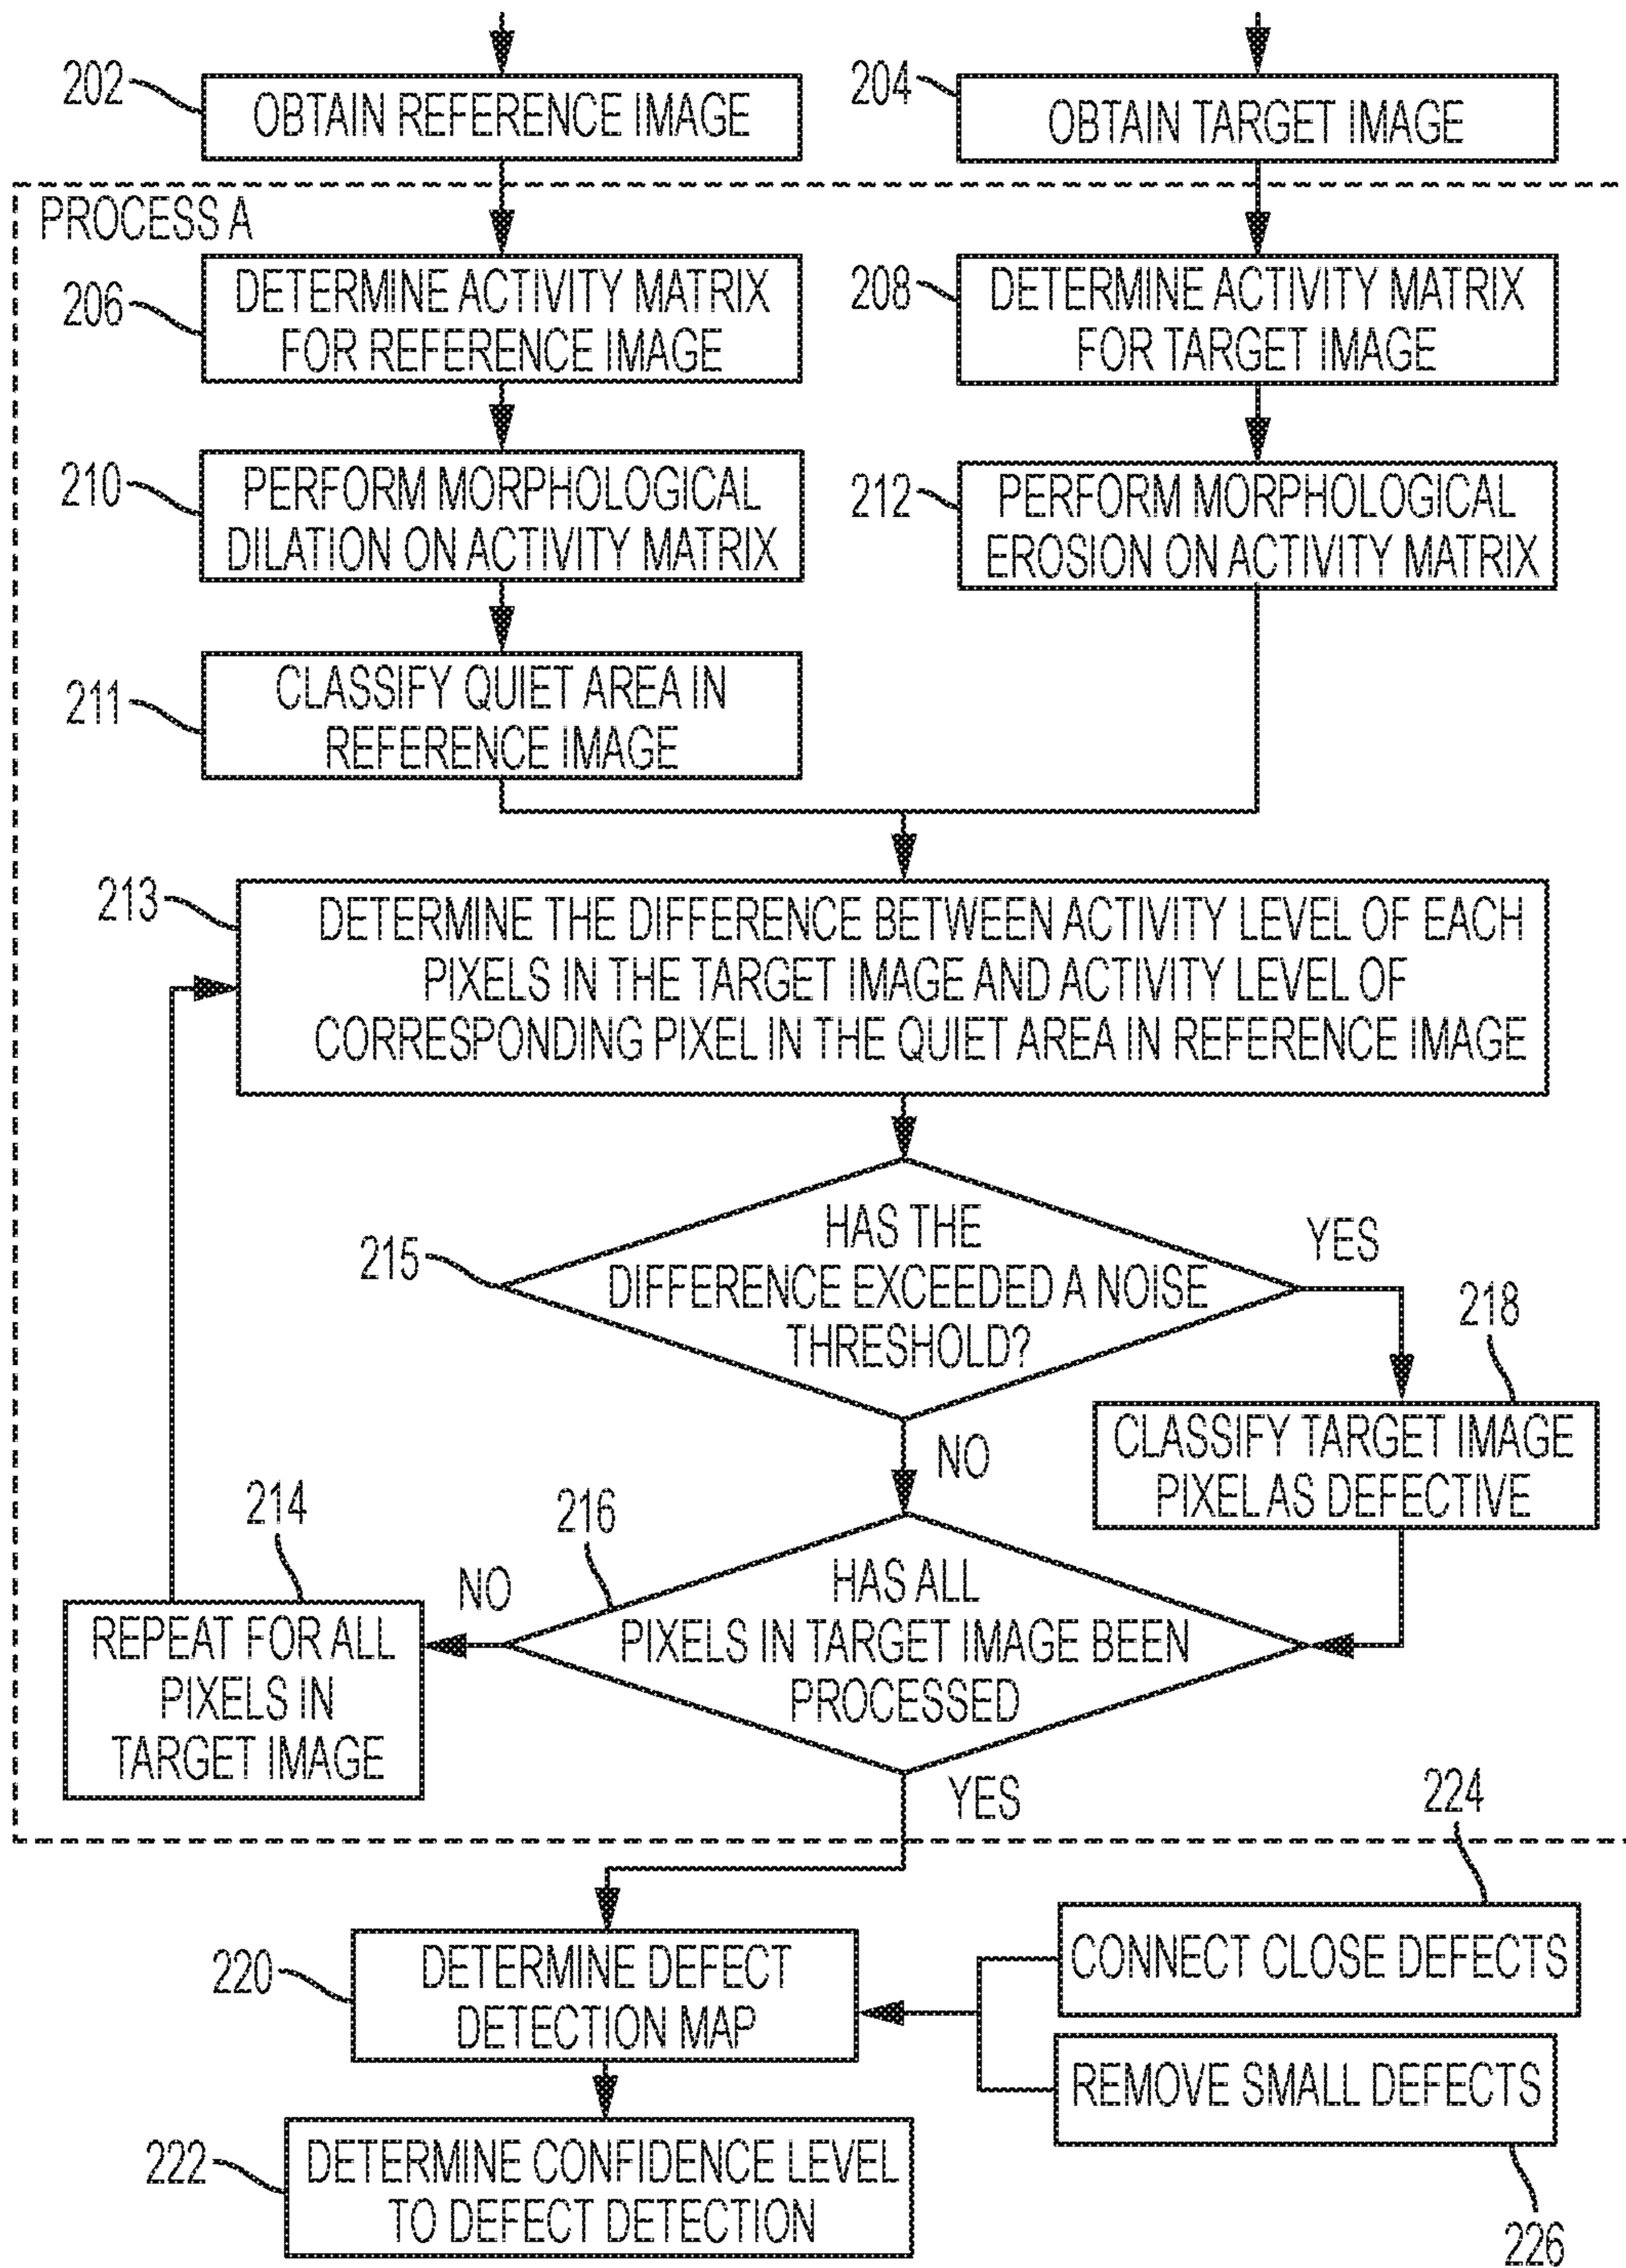 202
OBTAIN REFERENCE IMAGE
204
OBTAIN TARGET IMAGE
PROCESS A
206
DETERMINE ACTIVITY MATRIX
FOR REFERENCE IMAGE
208
DETERMINE ACTIVITY MATRIX
FOR TARGET IMAGE
210
PERFORM MORPHOLOGICAL
DILATION ON ACTIVITY MATRIX
212
PERFORM MORPHOLOGICAL
EROSION ON ACTIVITY MATRIX
211
CLASSIFY QUIET AREA IN
REFERENCE IMAGE
213
DETERMINE THE DIFFERENCE BETWEEN ACTIVITY LEVEL OF EACH
PIXELS IN THE TARGET IMAGE AND ACTIVITY LEVEL OF
CORRESPONDING PIXEL IN THE QUIET AREA IN REFERENCE IMAGE
215
HAS THE
DIFFERENCE EXCEEDED A NOISE
THRESHOLD?
YES
218
CLASSIFY TARGET IMAGE
PIXEL AS DEFECTIVE
NO
214
REPEAT FOR ALL
PIXELS IN
TARGET IMAGE
NO
216
HAS ALL
PIXELS IN TARGET IMAGE BEEN
PROCESSED
YES
224
CONNECT CLOSE DEFECTS
220
DETERMINE DEFECT
DETECTION MAP
REMOVE SMALL DEFECTS
226
222
DETERMINE CONFIDENCE LEVEL
TO DEFECT DETECTION